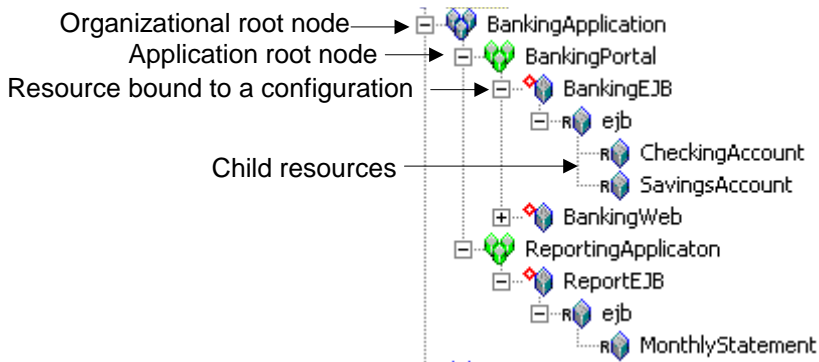 Organizational root node BankingApplication
Application root node BankingPortal
Resource bound to a configuration BankingEJB
R ejb
Child resources
R CheckingAccount
R SavingsAccount
BankingWeb
ReportingApplicaton
ReportEJB
R ejb
R MonthlyStatement